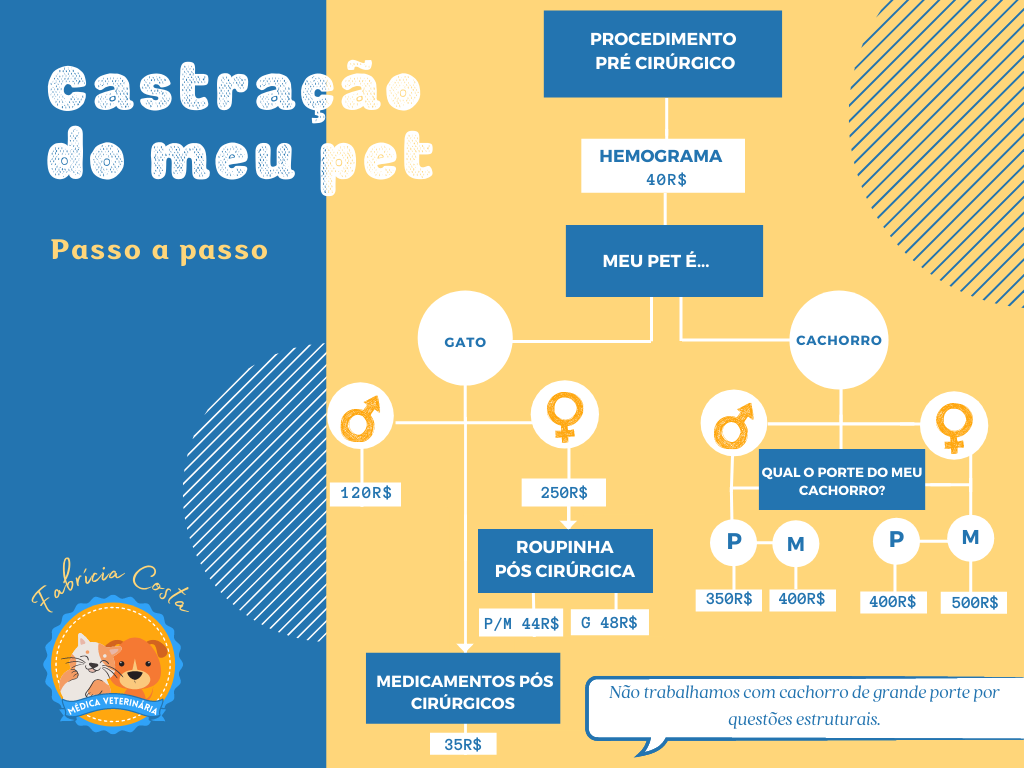 Castração
do meu pet
Passo a passo
PROCEDIMENTO
PRÉ CIRÚRGICO
HEMOGRAMA
40R$
MEU PET É...
GATO
CACHORRO
120R$
250R$
ROUPINHA
PÓS CIRÚRGICA
P/M 44R$
G 48R$
MEDICAMENTOS PÓS
CIRÚRGICOS
35R$
QUAL O PORTE DO MEU
CACHORRO?
P
M
P
M
350R$
400R$
400R$
500R$
Fabrícia Costa
MÉDICA VETERINÁRIA
Não trabalhamos com cachorro de grande porte por
questões estruturais.